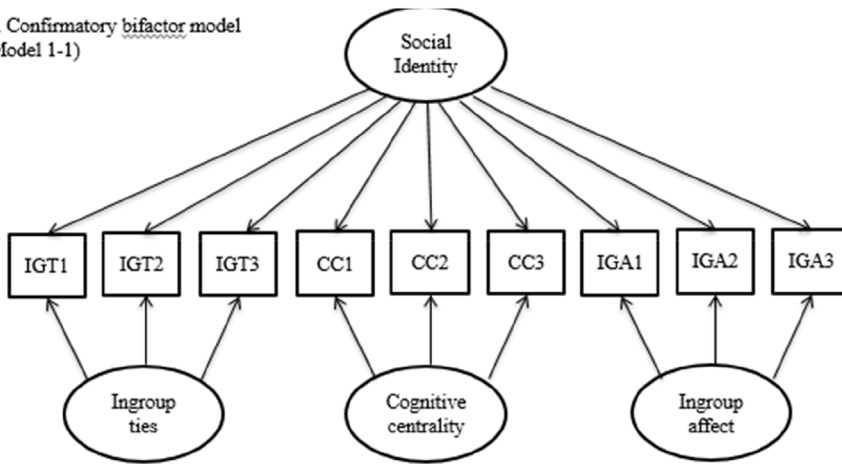 . Confirmatory bifactor model
Model 1-1)
Social
Identity
IGT1
IGT2
IGT3
CC1
CC2
CC3
IGA1
IGA2
IGA3
Ingroup
ties
Cognitive
centrality
Ingroup
affect